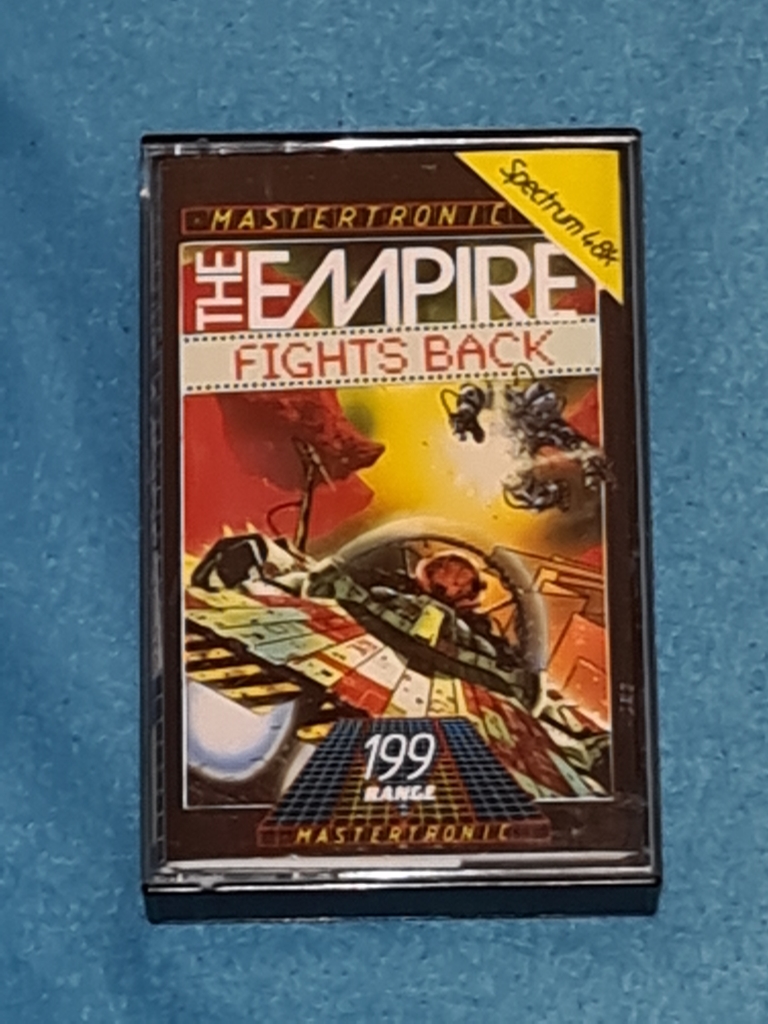 MASTERTRONIC
Spectrum 48K
THE EMPIRE
FIGHTS BACK
199
RANGE
MASTERTRONIC